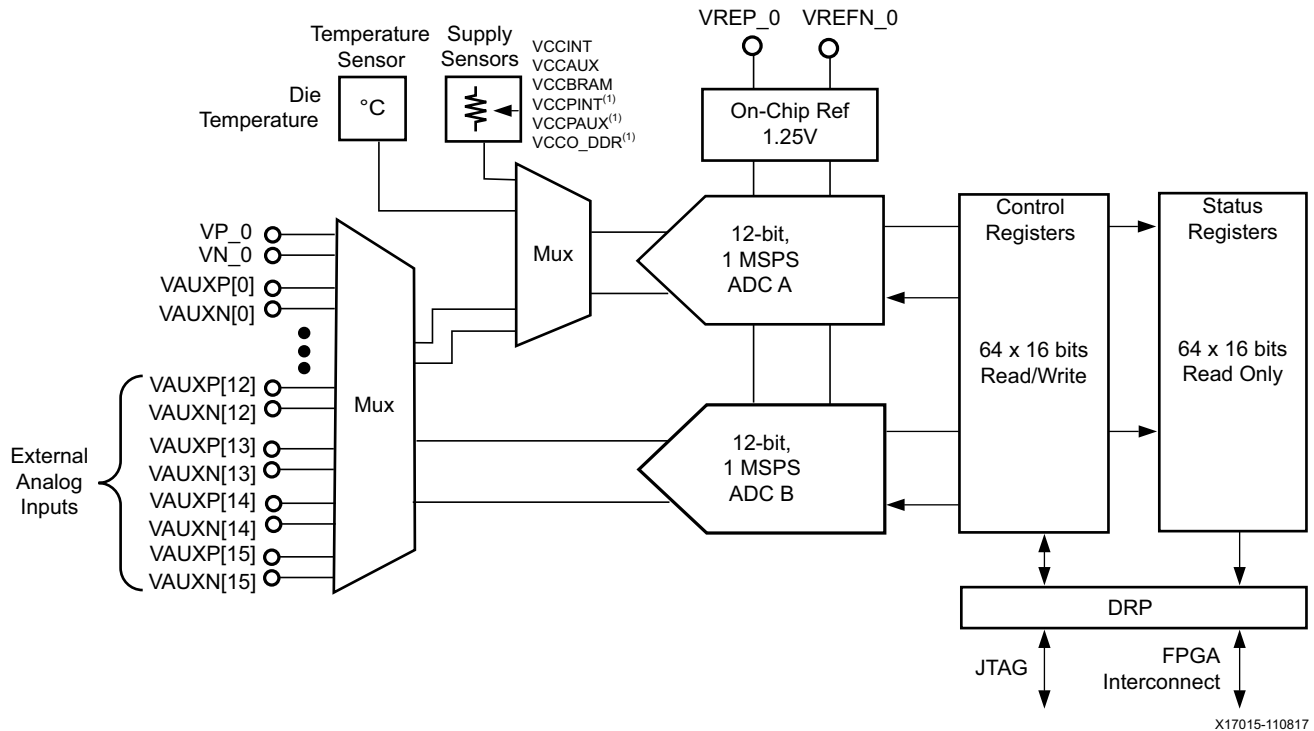 VREP_0 VREFN_0
Temperature
Sensor
Supply
Sensors
VCCINT
VCCAUX
VCCBRAM
VCCPINT(1)
VCCPAUX(1)
VCCO_DDR(1)
Die
Temperature
°C
On-Chip Ref
1.25V
VP_0
VN_0
VAUXP[0]
VAUXN[0]
VAUXP[12]
VAUXN[12]
VAUXP[13]
VAUXN[13]
VAUXP[14]
VAUXN[14]
VAUXP[15]
VAUXN[15]
External
Analog
Inputs
Mux
Mux
12-bit,
1 MSPS
ADC A
12-bit,
1 MSPS
ADC B
Control
Registers
64 x 16 bits
Read/Write
Status
Registers
64 x 16 bits
Read Only
DRP
JTAG
FPGA
Interconnect
X17015-110817